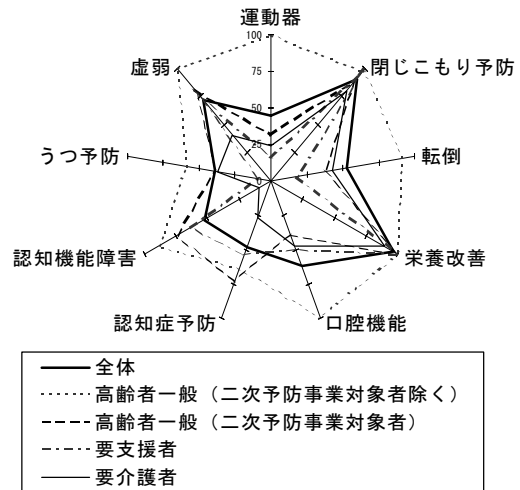 運動器
100
虚弱
閉じこもり予防
75
50
うつ予防
転倒
25
0
認知機能障害
栄養改善
認知症予防
口腔機能
全体
高齢者一般（二次予防事業対象者除く）
高齢者一般（二次予防事業対象者）
要支援者
要介護者